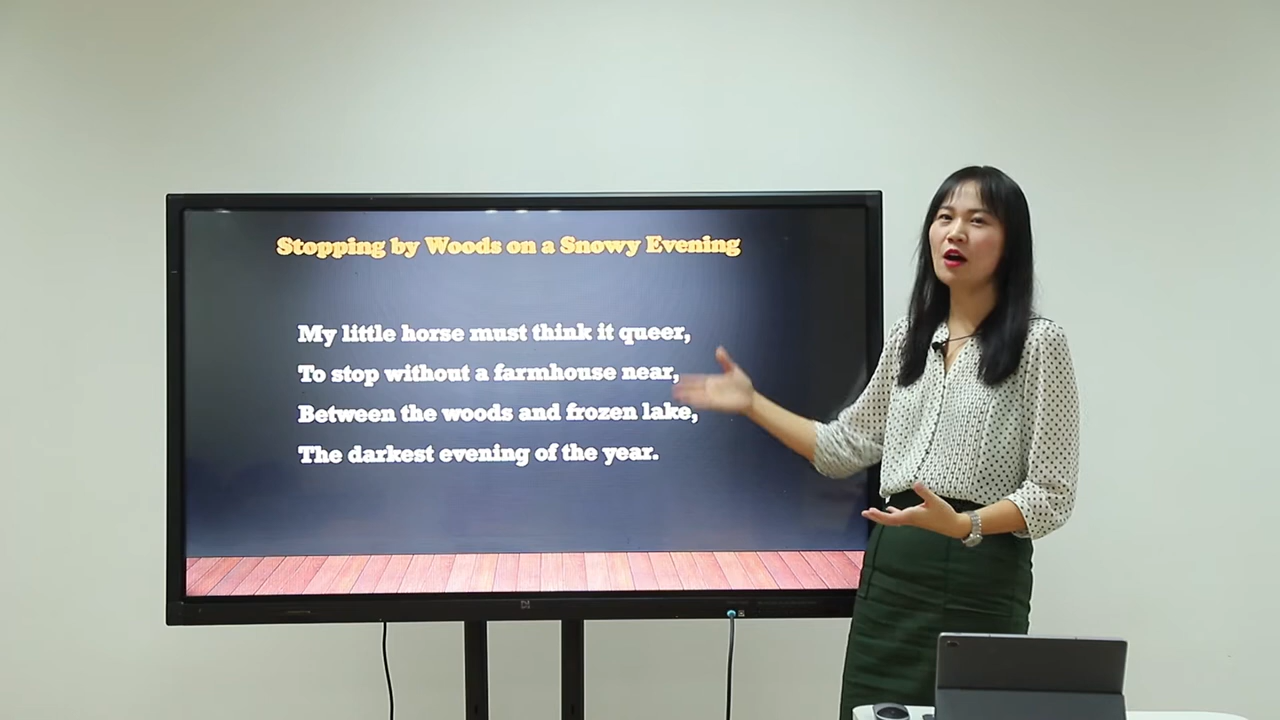 Stopping by Woods on a Snowy Evening
My little horse must think it queer,
To stop without a farmhouse near,
Between the woods and frozen lake,
The darkest evening of the year.